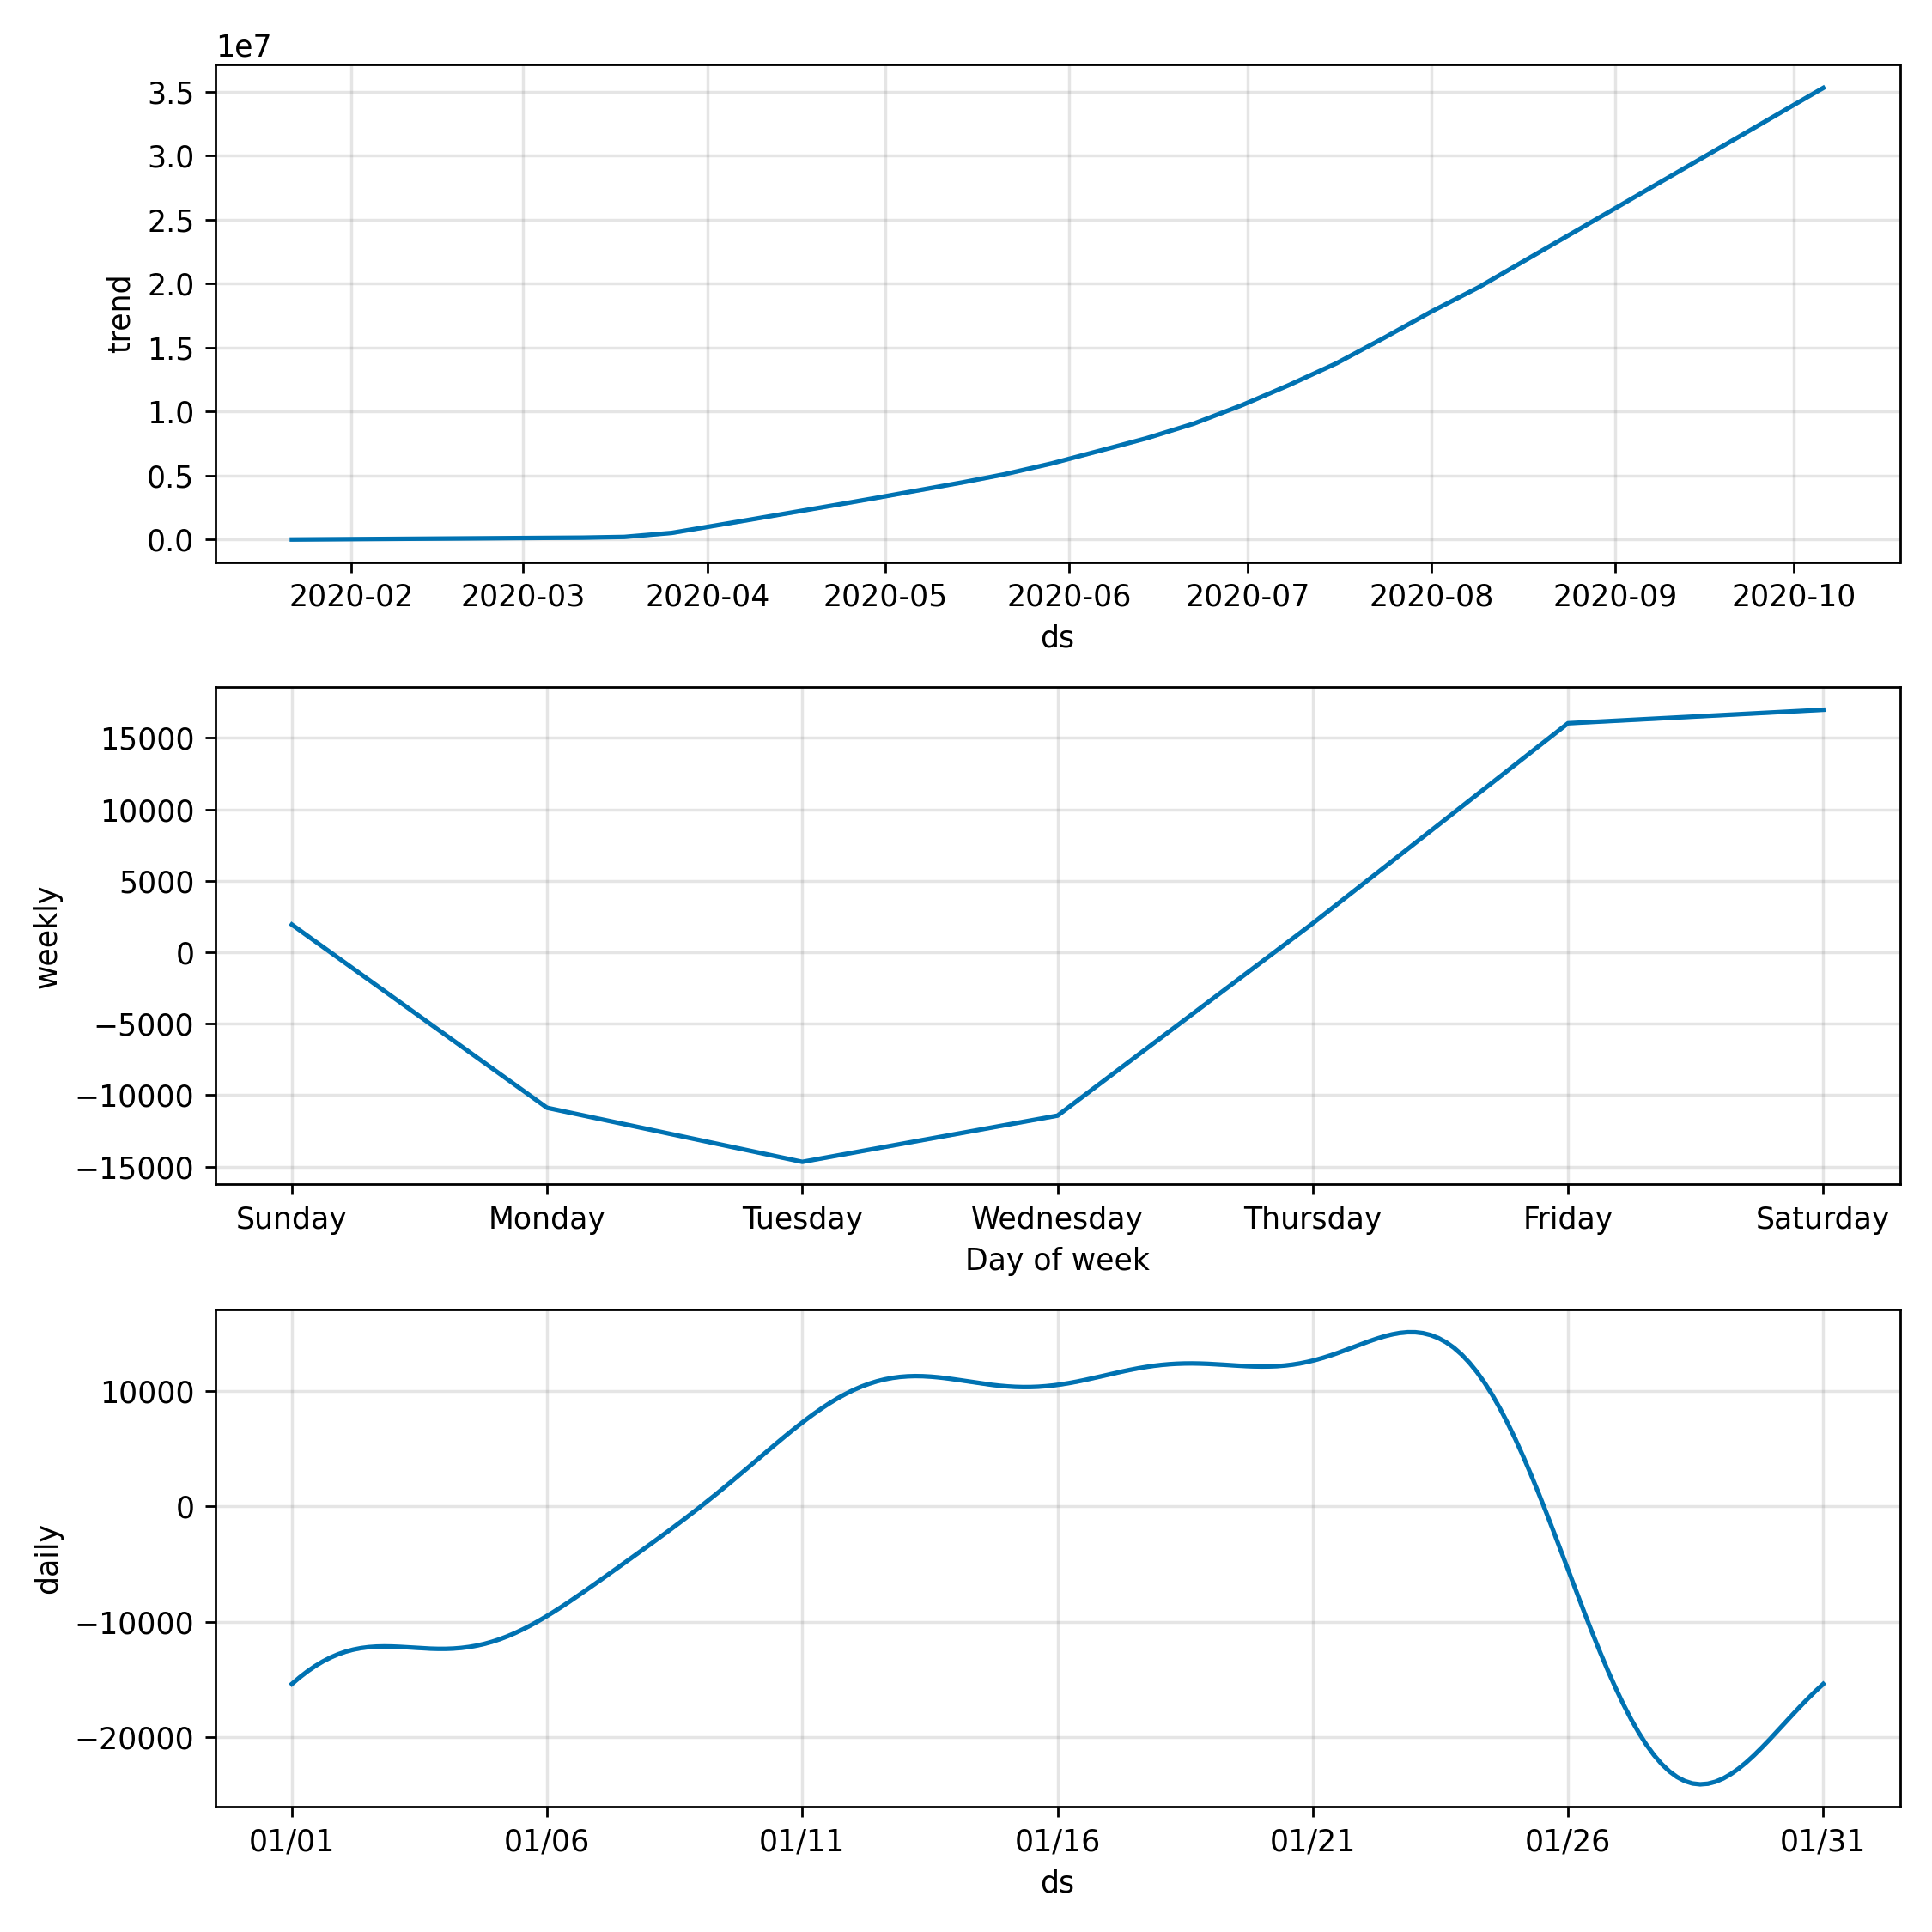 1e7
3.5
3.0
2.5
2.0
1.5
1.0
0.5
0.0
trend
2020-02 2020-03 2020-04 2020-05 2020-06 2020-07 2020-08 2020-09 2020-10
ds
15000
10000
5000
0
−5000
−10000
−15000
weekly
Sunday Monday Tuesday Wednesday Thursday Friday Saturday
Day of week
10000
0
−10000
−20000
daily
01/01 01/06 01/11 01/16 01/21 01/26 01/31
ds